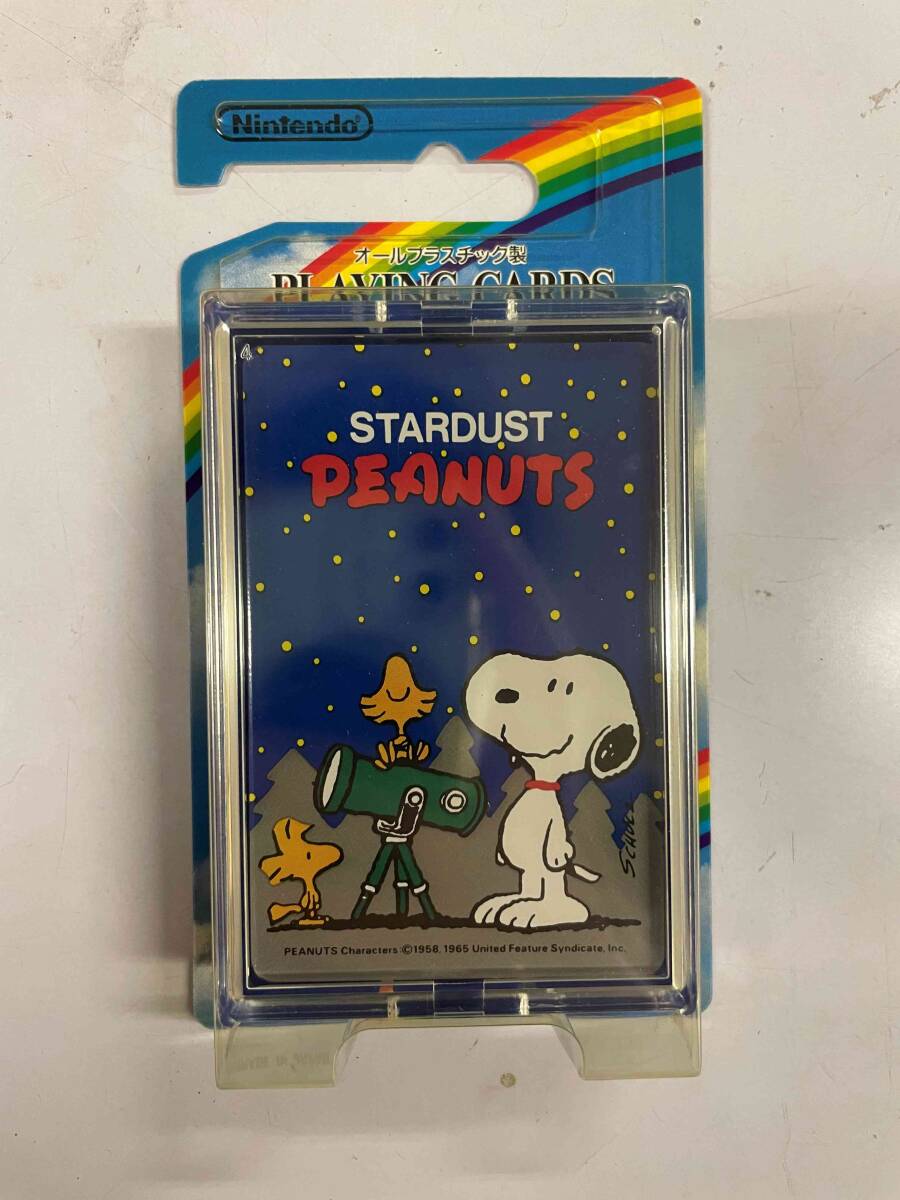 Nintendo®
オールプラスチック製
PLAYING CARDS
4
STARDUST
PEANUTS
SCHULZ
PEANUTS Characters:©1958, 1965 United Feature Syndicate, Inc.